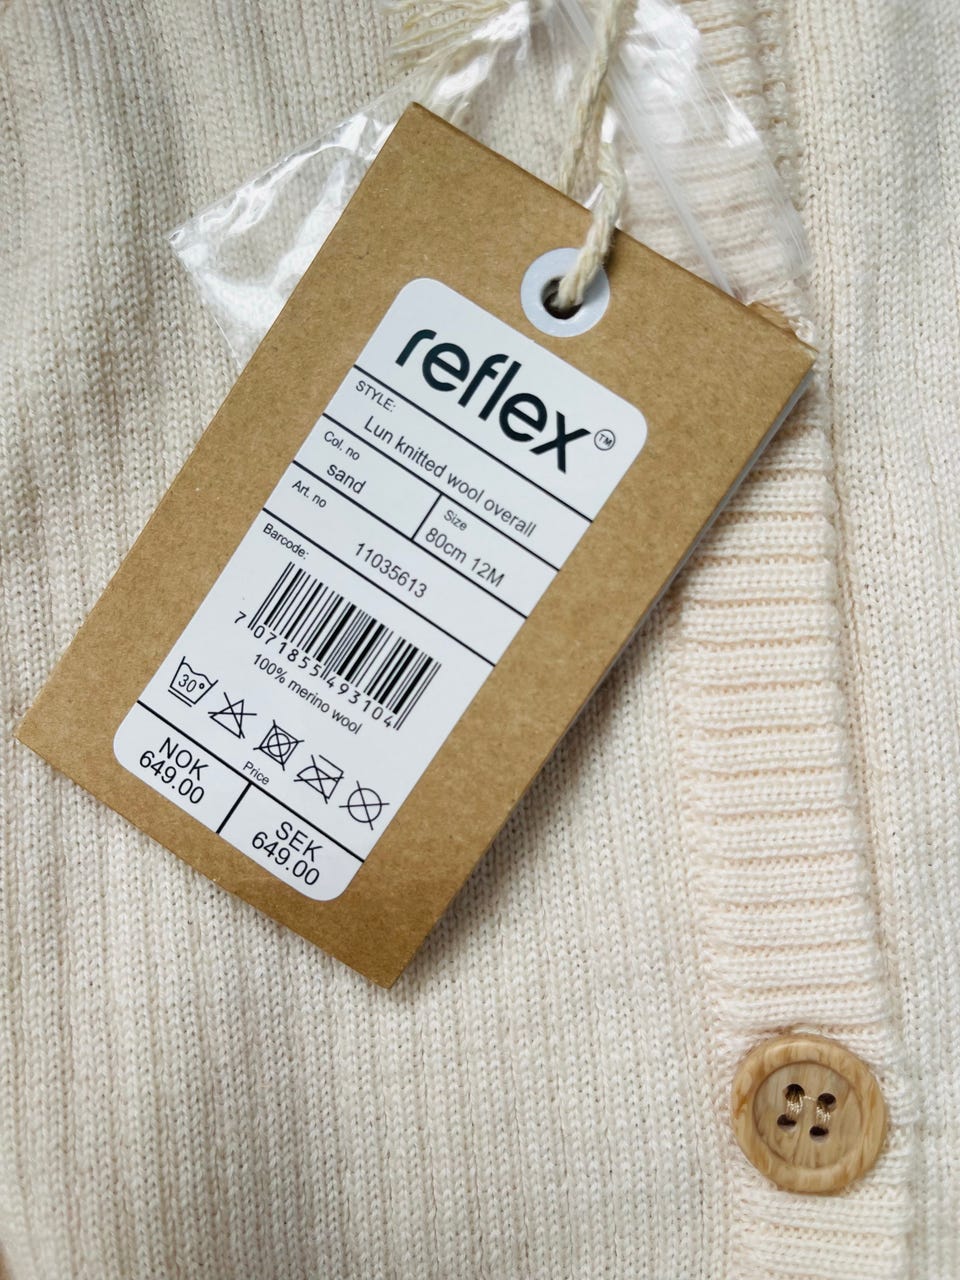 reflex™
STYLE:
Lun knitted wool overall
Col. no
sand
Size
80cm 12M
Art. no
11035613
Barcode:
7 071855 493104
100% merino wool
30°
Price
NOK
649.00
SEK
649.00